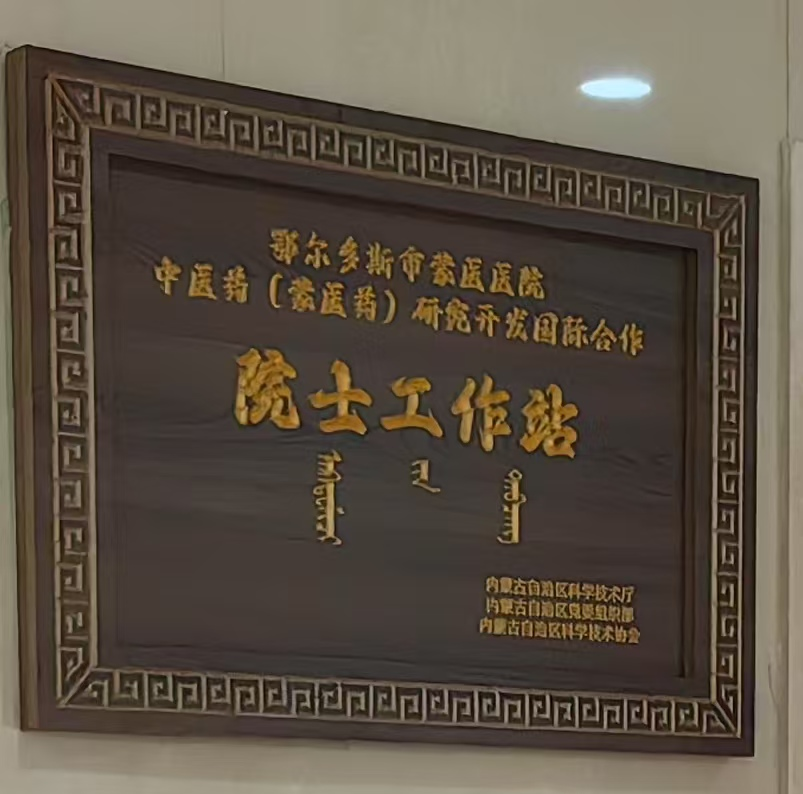 鄂尔多斯市蒙医医院
中医药（蒙医药）研究开发国际合作
院士工作站
内蒙古自治区科学技术厅
内蒙古自治区党委组织部
内蒙古自治区科学技术协会